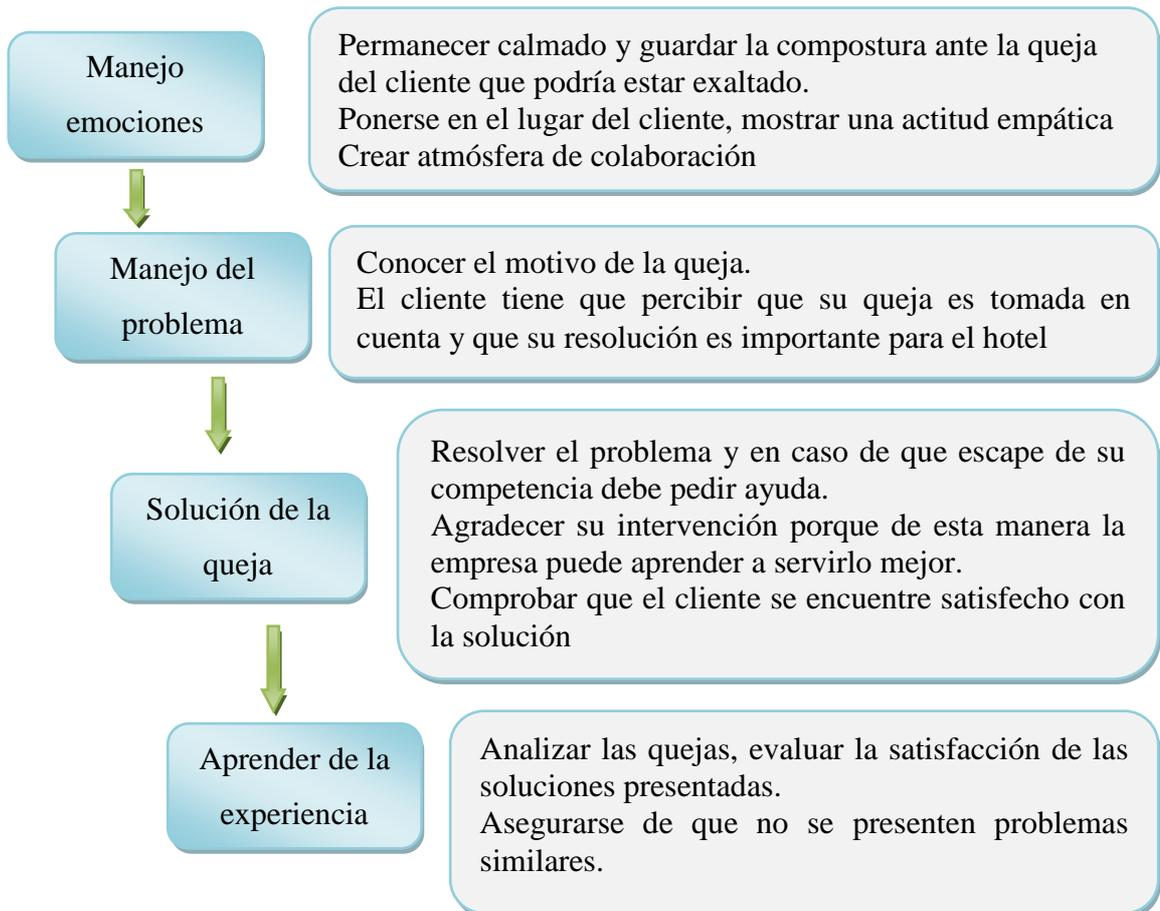 Manejo
emociones
Permanecer calmado y guardar la compostura ante la queja
del cliente que podría estar exaltado.
Ponerse en el lugar del cliente, mostrar una actitud empática
Crear atmósfera de colaboración
Manejo del
problema
Conocer el motivo de la queja.
El cliente tiene que percibir que su queja es tomada en
cuenta y que su resolución es importante para el hotel
Solución de la
queja
Resolver el problema y en caso de que escape de su
competencia debe pedir ayuda.
Agradecer su intervención porque de esta manera la
empresa puede aprender a servirlo mejor.
Comprobar que el cliente se encuentre satisfecho con
la solución
Aprender de la
experiencia
Analizar las quejas, evaluar la satisfacción de las
soluciones presentadas.
Asegurarse de que no se presenten problemas
similares.